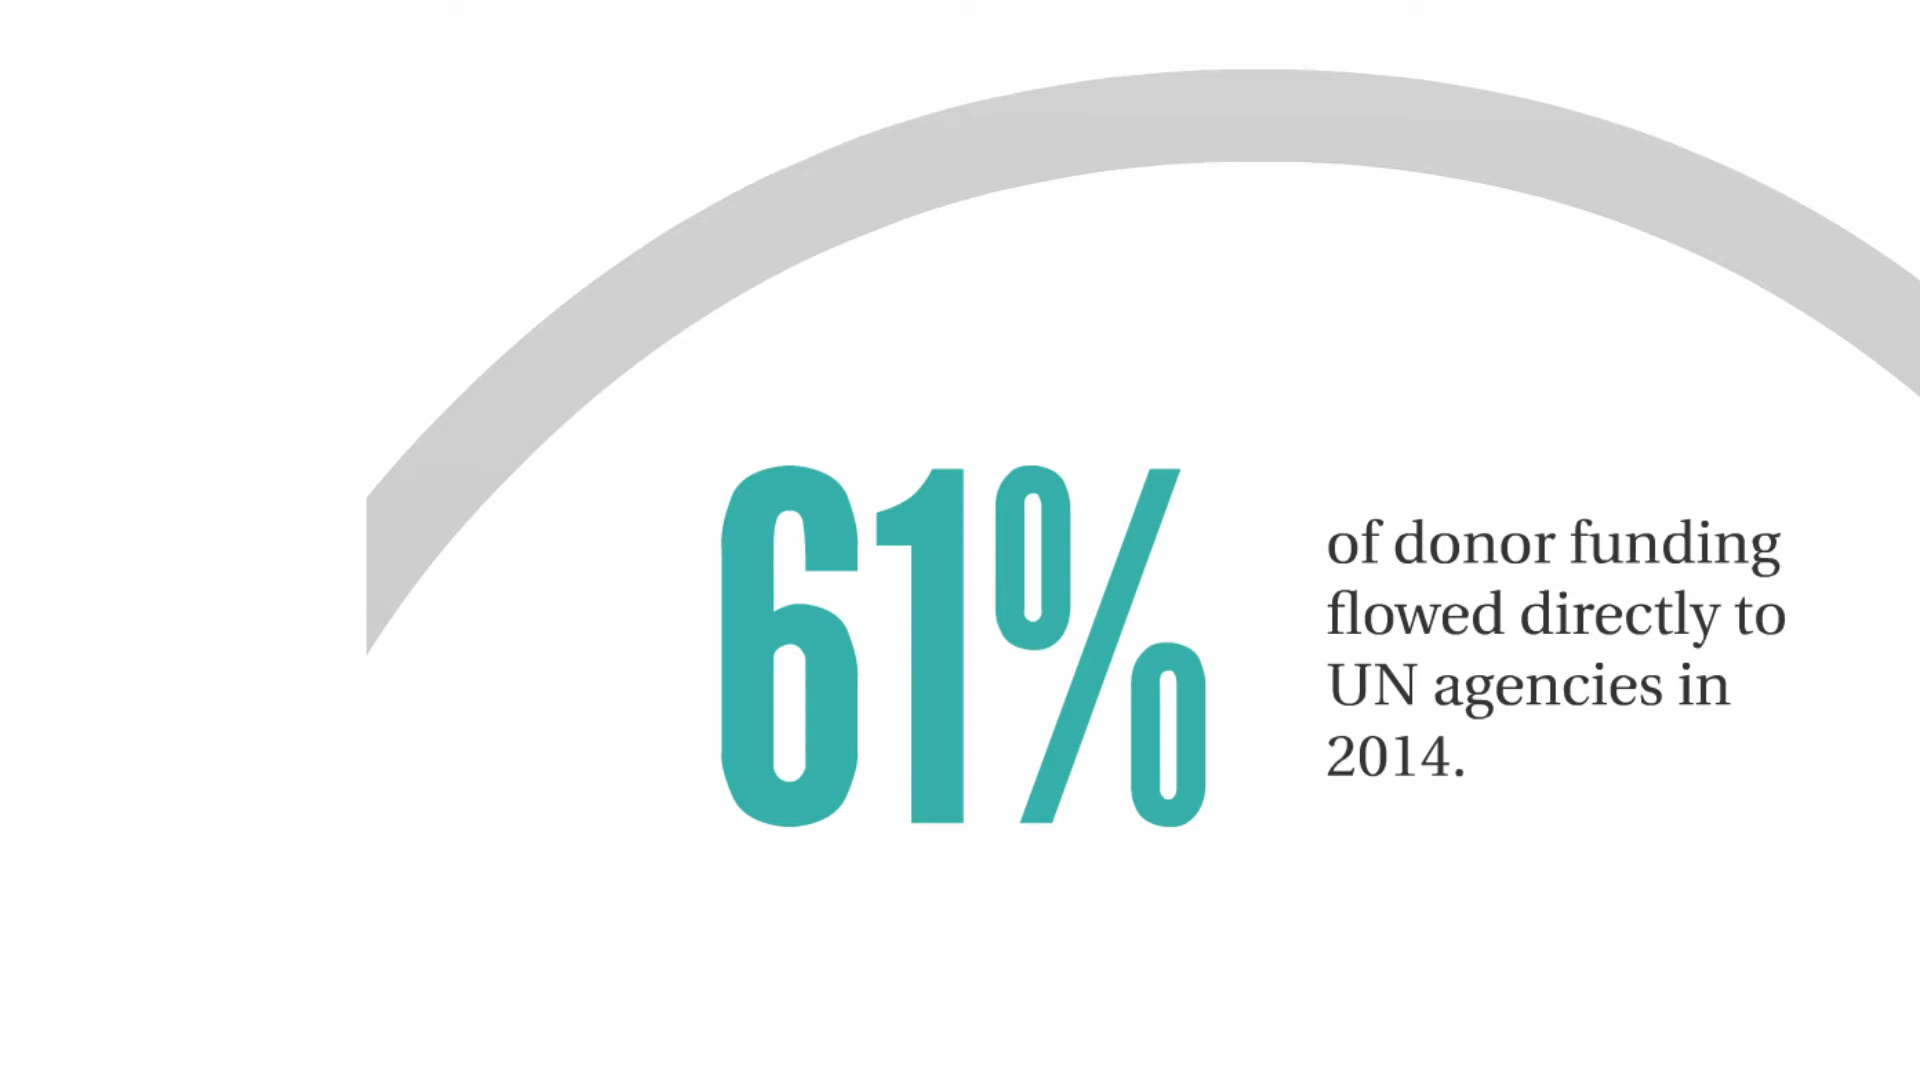 61%
of donor funding
flowed directly to
UN agencies in
2014.